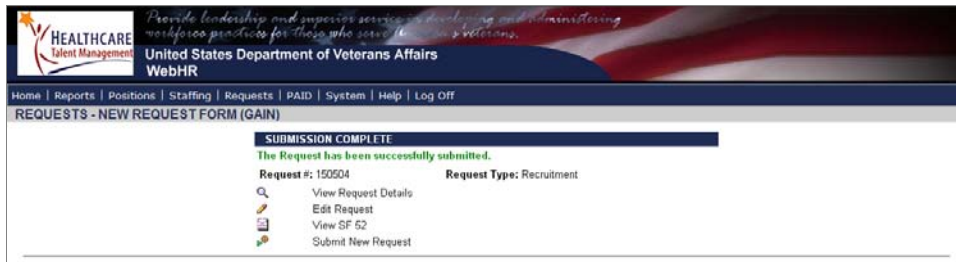 Provide leadership and superior service in developing and administering
workforce practices for those who serve
veterans.
HEALTHCARE
Talent Management
United States Department of Veterans Affairs
WebHR
Home | Reports | Positions | Staffing | Requests | PAID | System | Help | Log Off
REQUESTS - NEW REQUEST FORM (GAIN)
SUBMISSION COMPLETE
The Request has been successfully submitted.
Request #: 150504 Request Type: Recruitment
View Request Details
Edit Request
View SF 52
Submit New Request